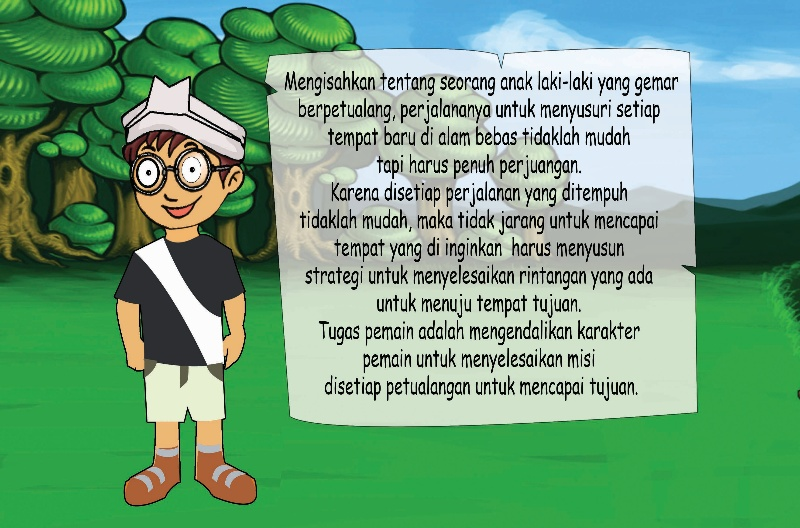 Mengisahkan tentang seorang anak laki-laki yang gemar
berpetualang, perjalananya untuk menyusuri setiap
tempat baru di alam bebas tidaklah mudah
tapi harus penuh perjuangan.
Karena disetiap perjalanan yang ditempuh
tidaklah mudah, maka tidak jarang untuk mencapai
tempat yang di inginkan harus menyusun
strategi untuk menyelesaikan rintangan yang ada
untuk menuju tempat tujuan.
Tugas pemain adalah mengendalikan karakter
pemain untuk menyelesaikan misi
disetiap petualangan untuk mencapai tujuan.